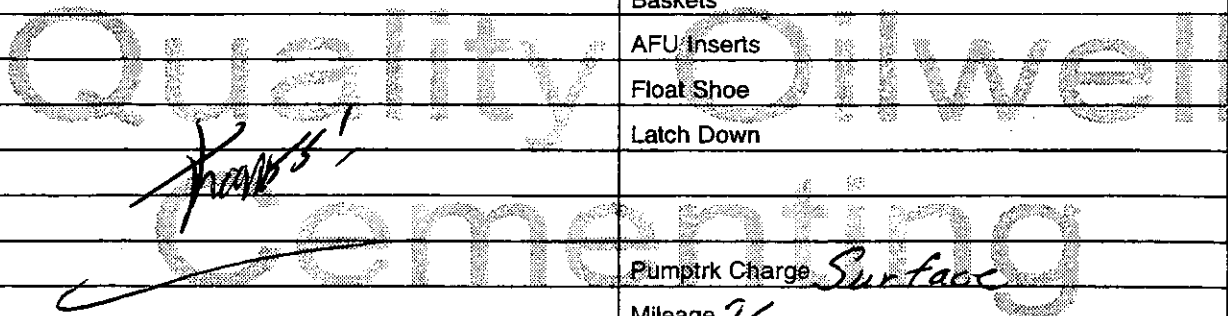 Baskets
Quality Oilwell
AFU Inserts
Float Shoe
Latch Down
Thanks!
Cementing
Pumptrk Charge Surface
Mileage